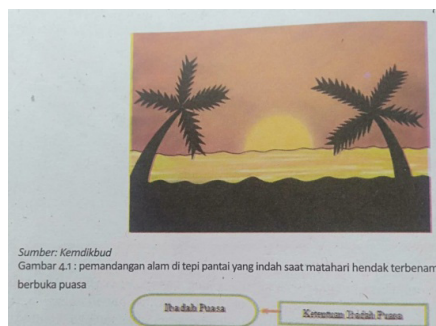 Sumber: Kemdikbud
Gambar 4.1 : pemandangan alam di tepi pantai yang indah saat matahari hendak terbenam
berbuka puasa
Ibadah Puasa
Ketentuan Ibadah Puasa